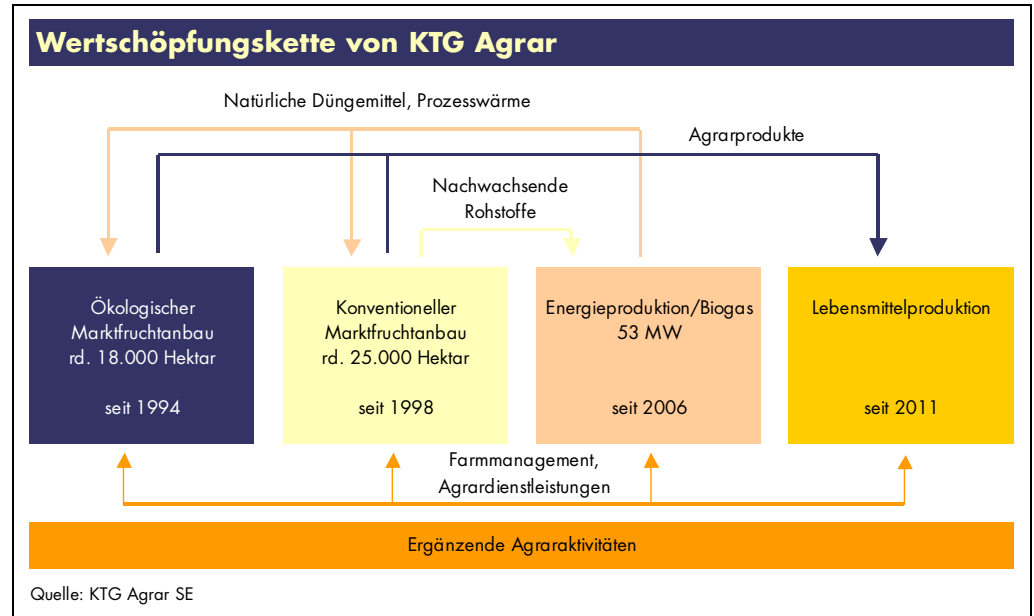 Wertschöpfungskette von KTG Agrar
Natürliche Düngemittel, Prozesswärme
Agrarprodukte
Nachwachsende
Rohstoffe
Ökologischer
Marktfruchtanbau
rd. 18.000 Hektar
seit 1994
Konventioneller
Marktfruchtanbau
rd. 25.000 Hektar
seit 1998
Energieproduktion/Biogas
53 MW
seit 2006
Lebensmittelproduktion
seit 2011
Farmmanagement,
Agrardienstleistungen
Ergänzende Agraraktivitäten
Quelle: KTG Agrar SE